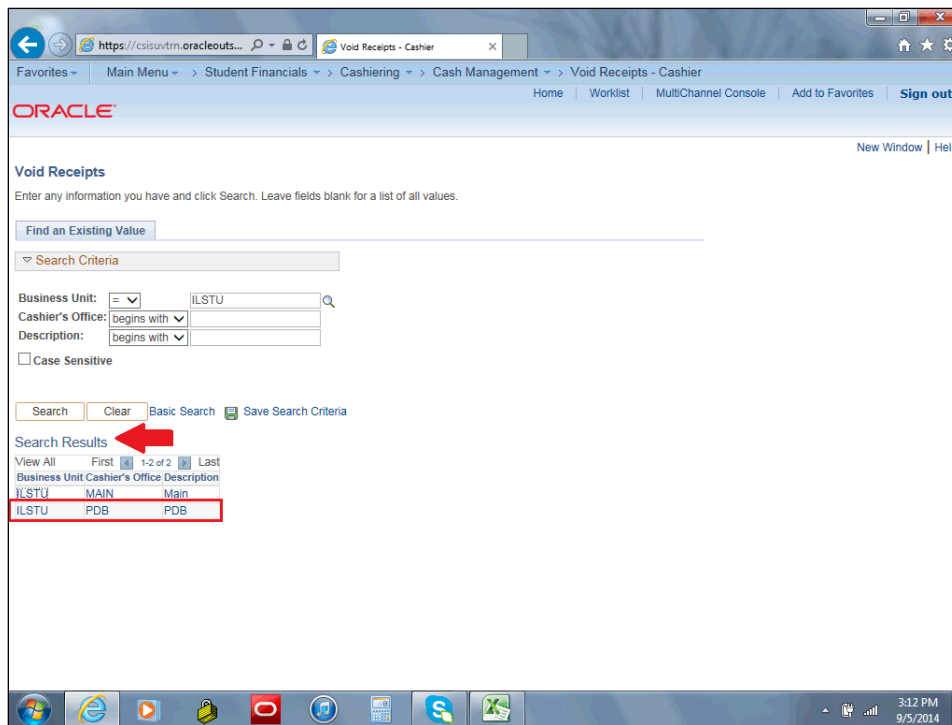 https://csisuvtrn.oracleouts...
Void Receipts - Cashier
Favorites Main Menu > Student Financials > Cashiering > Cash Management > Void Receipts - Cashier
Home | Worklist | MultiChannel Console | Add to Favorites | Sign out
ORACLE
New Window | Hel
Void Receipts
Enter any information you have and click Search. Leave fields blank for a list of all values.
Find an Existing Value
Search Criteria
Business Unit: = ILSTU
Cashier's Office: begins with
Description: begins with
Case Sensitive
Search Clear Basic Search Save Search Criteria
Search Results
View All First 1-2 of 2 Last
Business Unit Cashier's Office Description
ILSTU MAIN Main
ILSTU PDB PDB
3:12 PM
9/5/2014